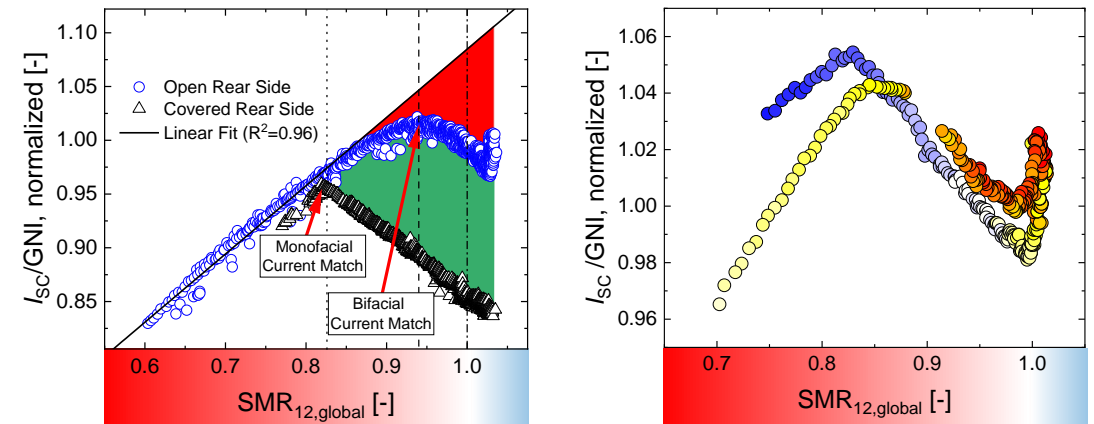 I_SC/GNI, normalized [-]
1.10
1.05
1.00
0.95
0.90
0.85
Open Rear Side
Covered Rear Side
Linear Fit (R²=0.96)
Monofacial
Current Match
Bifacial
Current Match
0.6 0.7 0.8 0.9 1.0
SMR₁₂,global [-]
I_SC/GNI, normalized [-]
1.06
1.04
1.02
1.00
0.98
0.96
0.7 0.8 0.9 1.0
SMR₁₂,global [-]